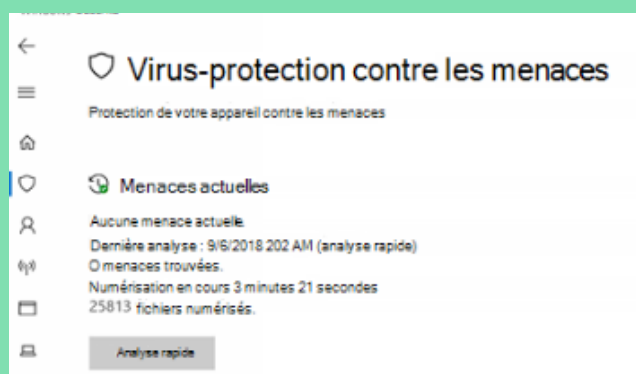 Virus-protection contre les menaces
Protection de votre appareil contre les menaces
Menaces actuelles
Aucune menace actuelle.
Dernière analyse : 9/6/2018 202 AM (analyse rapide)
0 menaces trouvées.
Numérisation en cours 3 minutes 21 secondes
25813 fichiers numérisés.
Analyse rapide